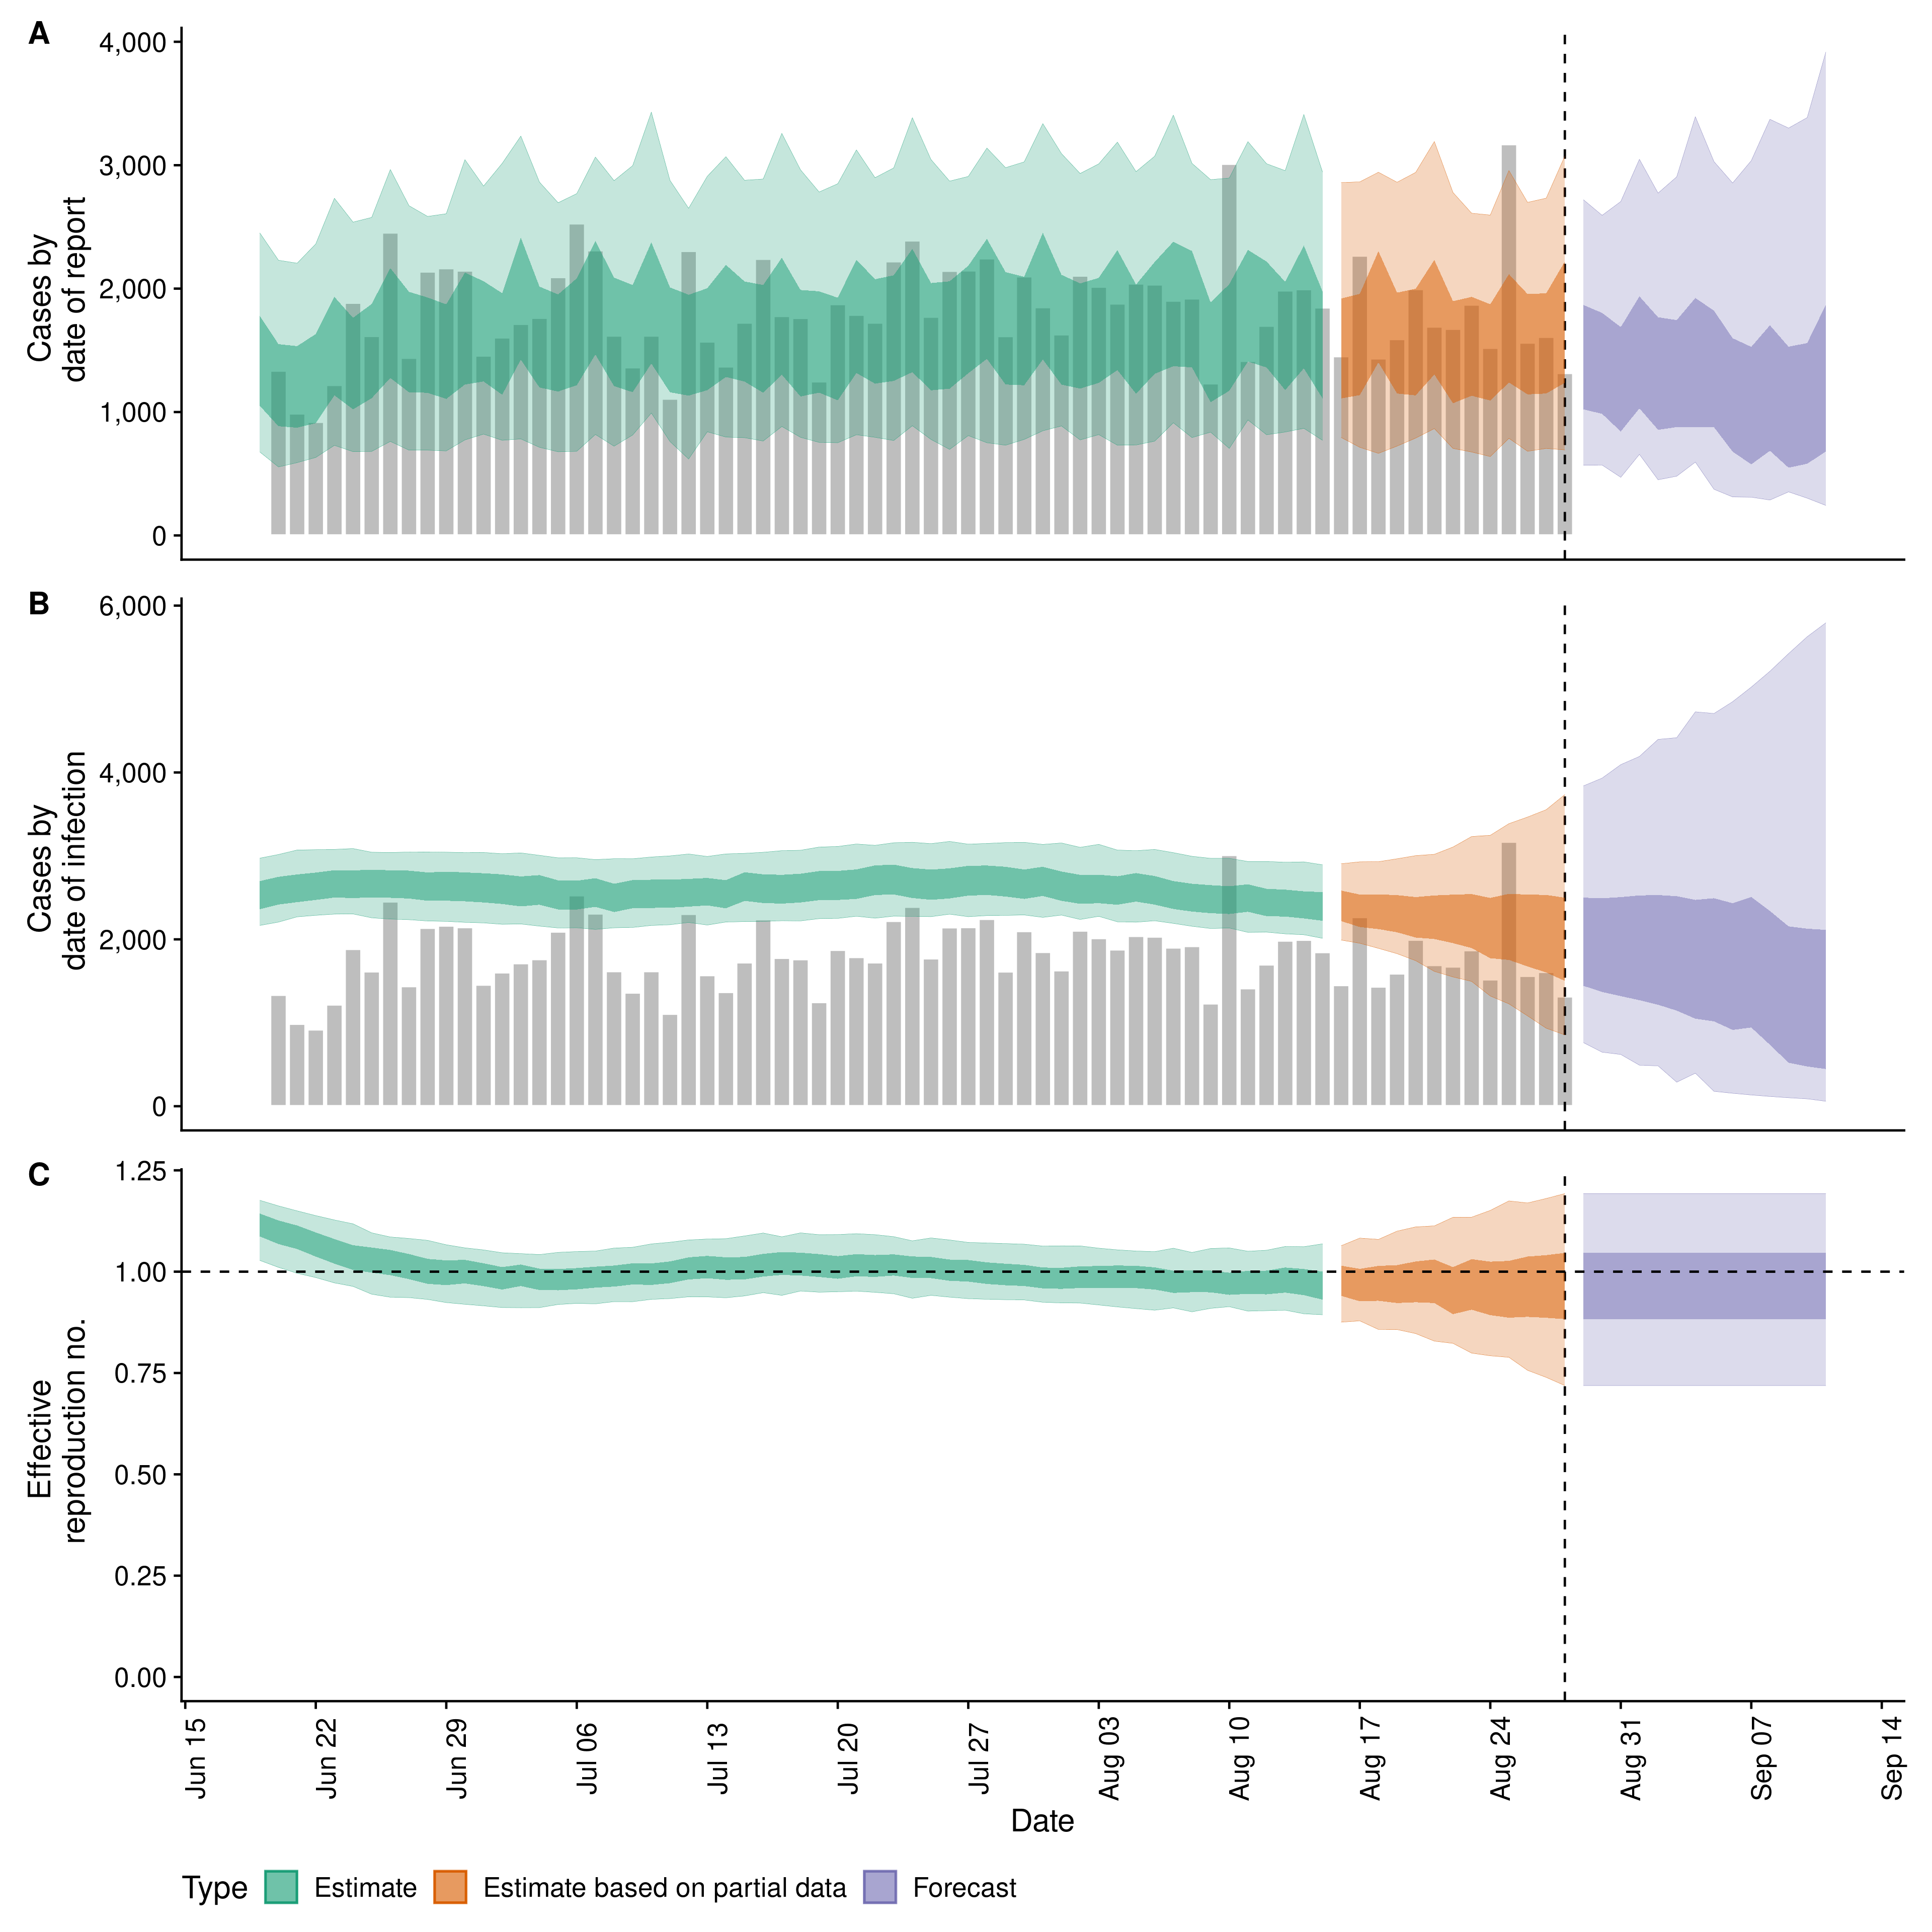 A
4,000
3,000
2,000
1,000
0
Cases by
date of report
B
6,000
4,000
2,000
0
Cases by
date of infection
C
1.25
1.00
0.75
0.50
0.25
0.00
Effective
reproduction no.
Jun 15
Jun 22
Jun 29
Jul 06
Jul 13
Jul 20
Jul 27
Aug 03
Aug 10
Aug 17
Aug 24
Aug 31
Sep 07
Sep 14
Date
Type Estimate Estimate based on partial data Forecast